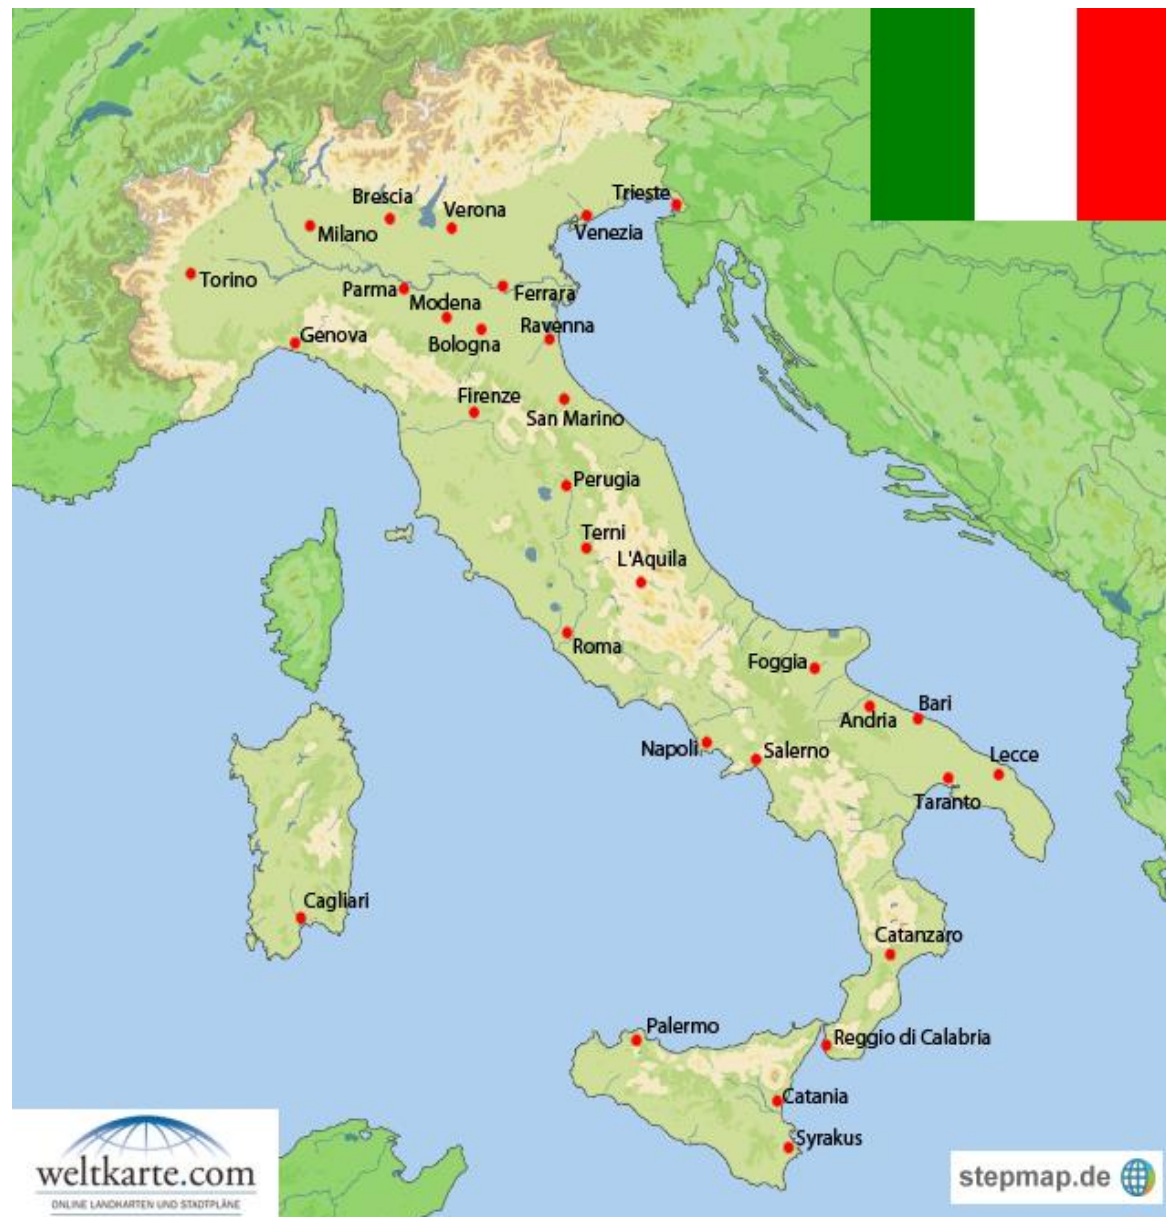 Trieste
Brescia
Verona
Milano
Venezia
Torino
Parma
Ferrara
Modena
Ravenna
Genova
Bologna
Firenze
San Marino
Perugia
Terni
L'Aquila
Roma
Foggia
Bari
Andria
Napoli
Salerno
Lecce
Taranto
Cagliari
Catanzaro
Palermo
Reggio di Calabria
Catania
Syrakus
weltkarte.com
ONLINE LANDKARTEN UND STADTPLÄNE
stepmap.de